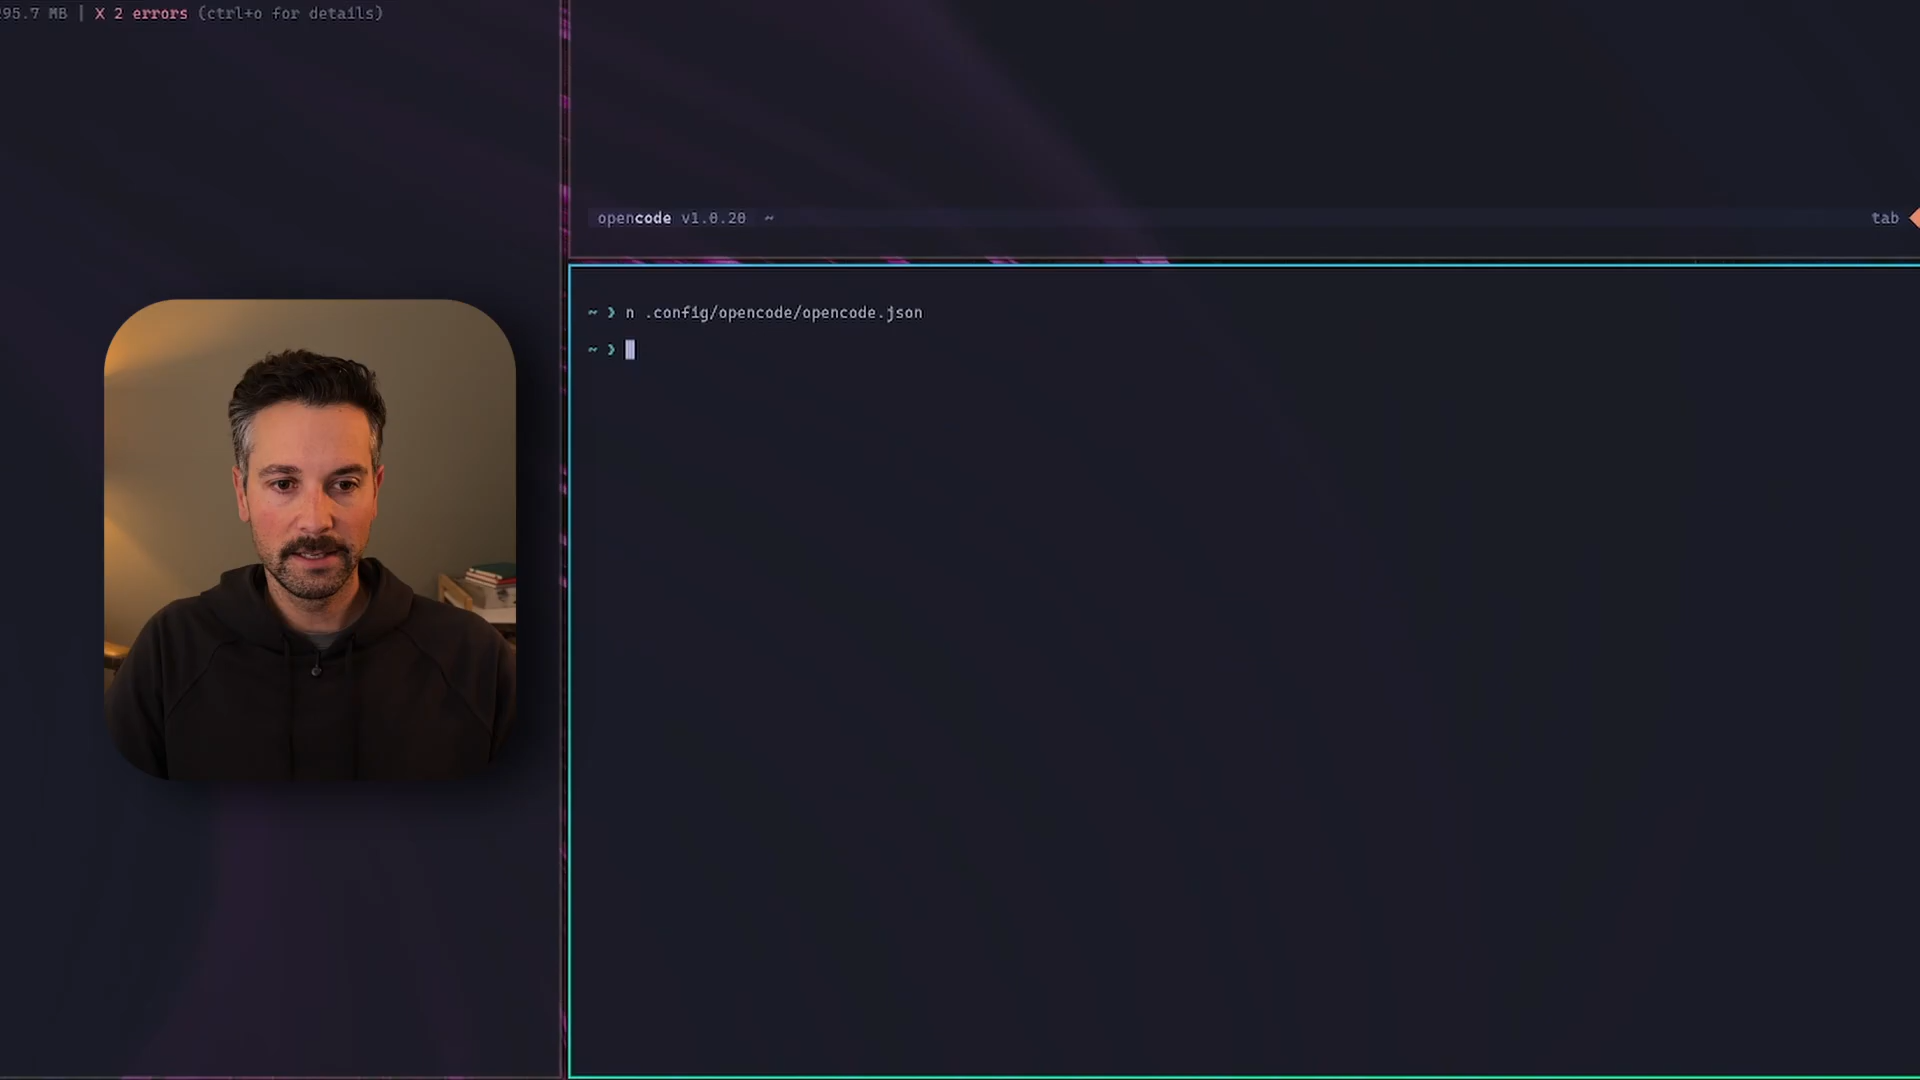 95.7 MB | X 2 errors (ctrl+o for details)
opencode v1.0.20 ~
tab
~ ❯ n .config/opencode/opencode.json
~ ❯